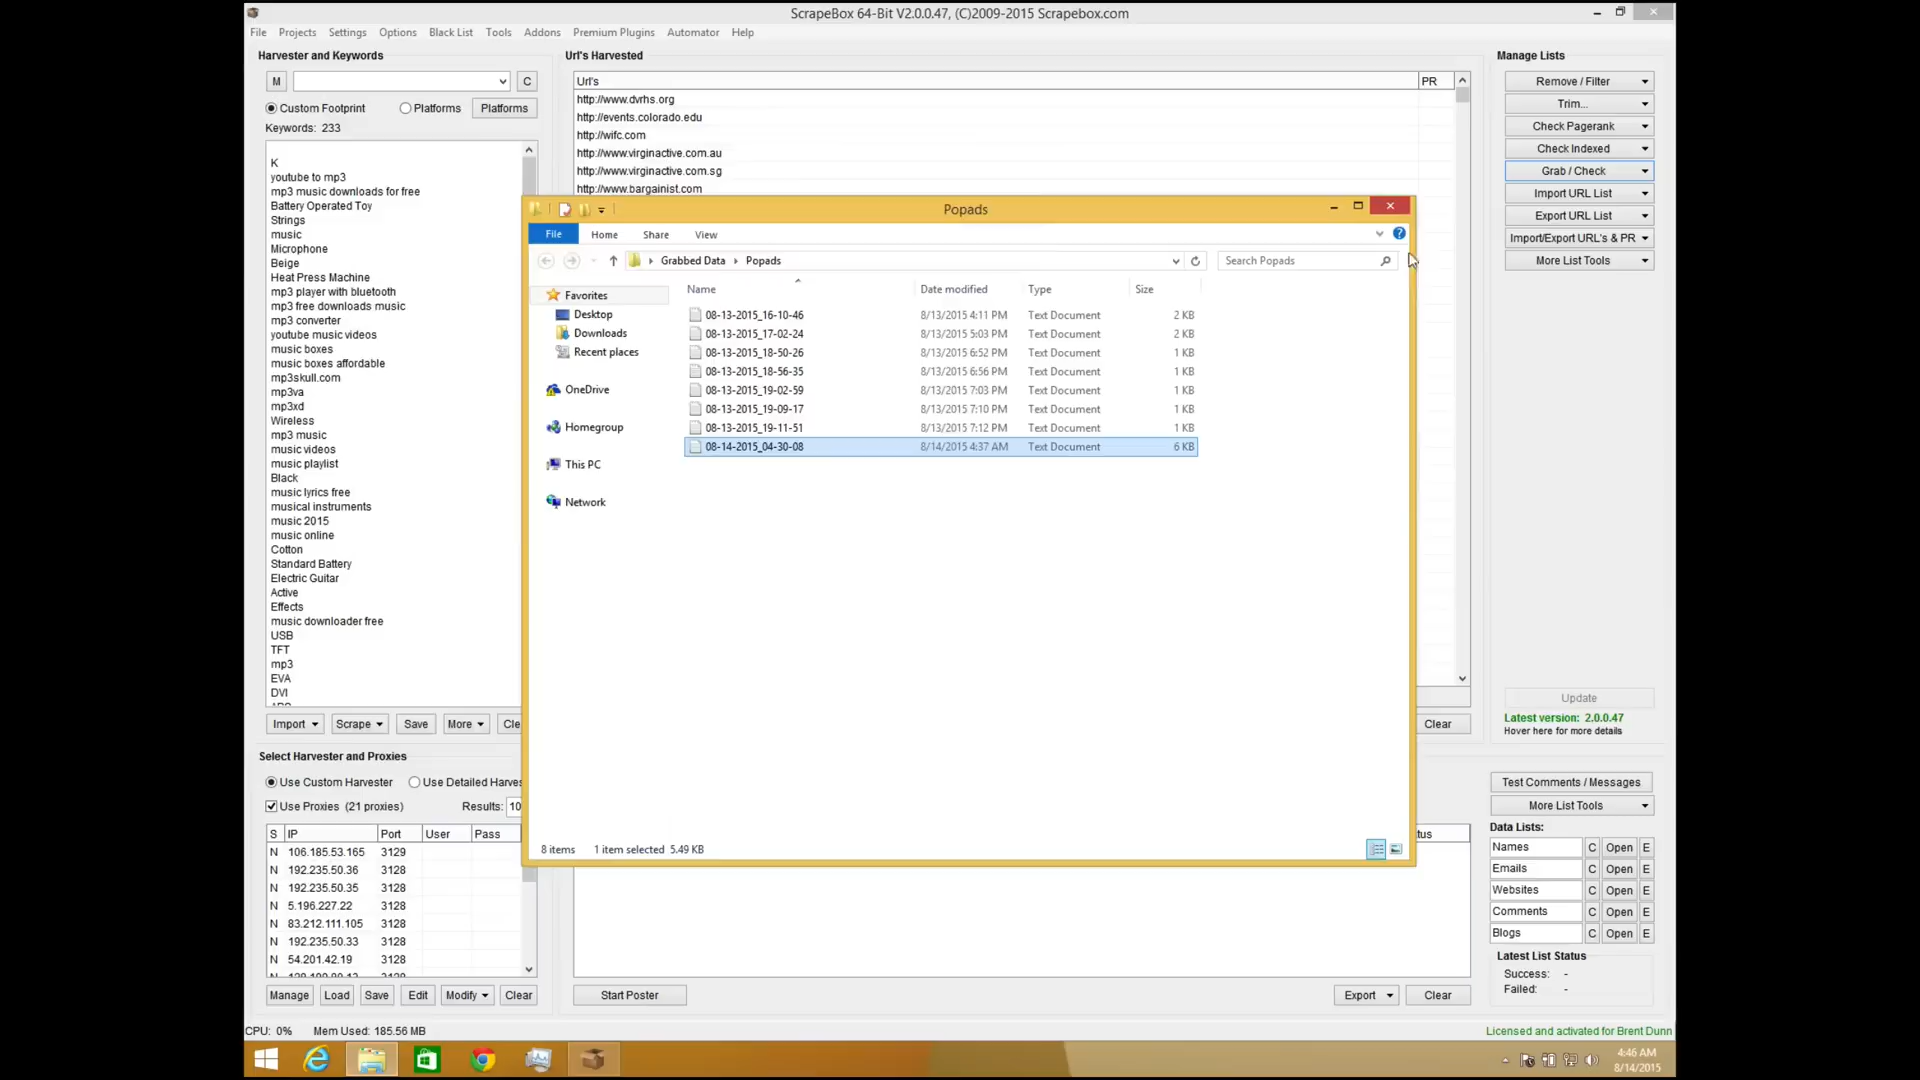 ScrapeBox 64-Bit V2.0.0.47, (C)2009-2015 Scrapebox.com
File Projects Settings Options Black List Tools Addons Premium Plugins Automator Help
Harvester and Keywords
M
C
Custom Footprint Platforms Platforms
Keywords: 233
K
youtube to mp3
mp3 music downloads for free
Battery Operated Toy
Strings
music
Microphone
Beige
Heat Press Machine
mp3 player with bluetooth
mp3 free downloads music
mp3 converter
youtube music videos
music boxes
music boxes affordable
mp3skull.com
mp3va
mp3xd
Wireless
mp3 music
music videos
music playlist
Black
music lyrics free
musical instruments
music 2015
music online
Cotton
Standard Battery
Electric Guitar
Active
Effects
music downloader free
USB
TFT
mp3
EVA
DVI
Import Scrape Save More Cle
Url's Harvested
Url's PR
http://www.dvrhs.org
http://events.colorado.edu
http://wifc.com
http://www.virginactive.com.au
http://www.virginactive.com.sg
http://www.bargainist.com
Popads
File Home Share View
Grabbed Data Popads
Search Popads
Favorites
Desktop
Downloads
Recent places
OneDrive
Homegroup
This PC
Network
Name Date modified Type Size
08-13-2015_16-10-46 8/13/2015 4:11 PM Text Document 2 KB
08-13-2015_17-02-24 8/13/2015 5:03 PM Text Document 2 KB
08-13-2015_18-50-26 8/13/2015 6:52 PM Text Document 1 KB
08-13-2015_18-56-35 8/13/2015 6:56 PM Text Document 1 KB
08-13-2015_19-02-59 8/13/2015 7:03 PM Text Document 1 KB
08-13-2015_19-09-17 8/13/2015 7:10 PM Text Document 1 KB
08-13-2015_19-11-51 8/13/2015 7:12 PM Text Document 1 KB
08-14-2015_04-30-08 8/14/2015 4:37 AM Text Document 6 KB
8 items 1 item selected 5.49 KB
Clear
Manage Lists
Remove / Filter
Trim...
Check Pagerank
Check Indexed
Grab / Check
Import URL List
Export URL List
Import/Export URL's & PR
More List Tools
Update
Latest version: 2.0.0.47
Hover here for more details
Select Harvester and Proxies
Use Custom Harvester Use Detailed Harves
Use Proxies (21 proxies) Results: 10
S IP Port User Pass
N 106.185.53.165 3129
N 192.235.50.36 3128
N 192.235.50.35 3128
N 5.196.227.22 3128
N 83.212.111.105 3128
N 192.235.50.33 3128
N 54.201.42.19 3128
Manage Load Save Edit Modify Clear
tus
Start Poster
Export Clear
Test Comments / Messages
More List Tools
Data Lists:
Names C Open E
Emails C Open E
Websites C Open E
Comments C Open E
Blogs C Open E
Latest List Status
Success: -
Failed: -
CPU: 0% Mem Used: 185.56 MB
Licensed and activated for Brent Dunn
4:46 AM
8/14/2015